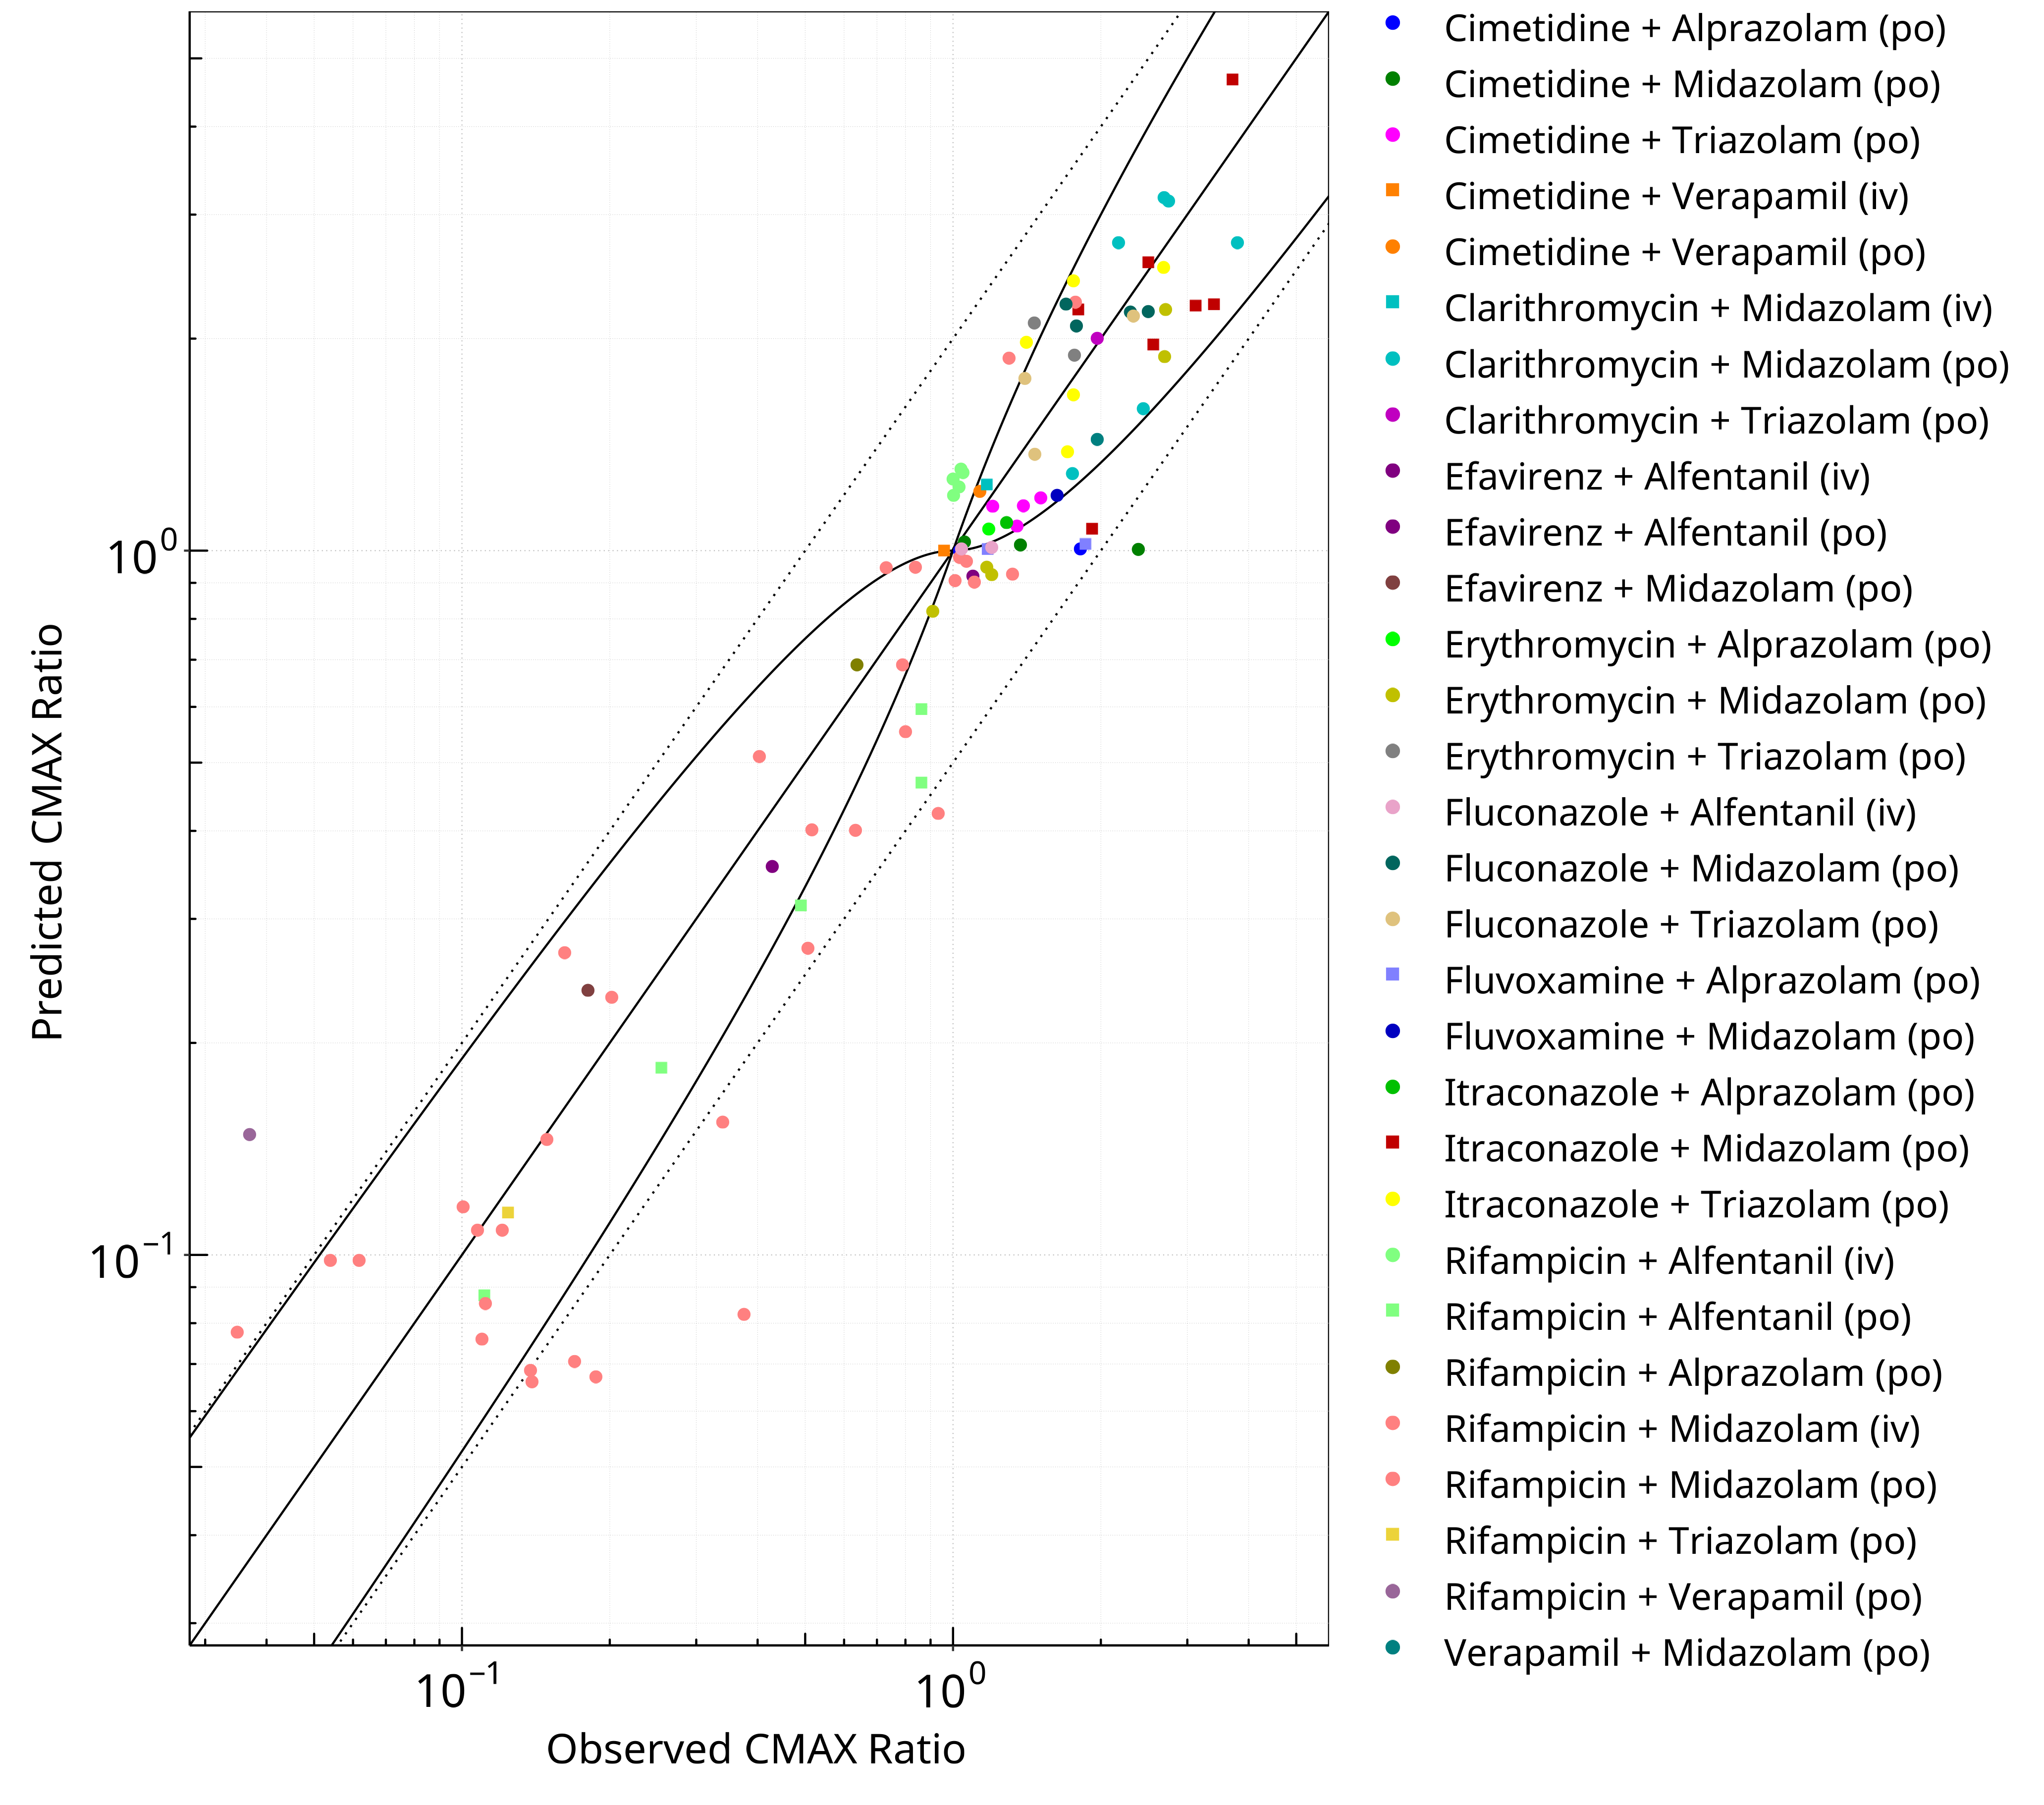 Cimetidine + Alprazolam (po)
Cimetidine + Midazolam (po)
Cimetidine + Triazolam (po)
Cimetidine + Verapamil (iv)
Cimetidine + Verapamil (po)
Clarithromycin + Midazolam (iv)
Clarithromycin + Midazolam (po)
Clarithromycin + Triazolam (po)
Efavirenz + Alfentanil (iv)
Efavirenz + Alfentanil (po)
Efavirenz + Midazolam (po)
Erythromycin + Alprazolam (po)
Erythromycin + Midazolam (po)
Erythromycin + Triazolam (po)
Fluconazole + Alfentanil (iv)
Fluconazole + Midazolam (po)
Fluconazole + Triazolam (po)
Fluvoxamine + Alprazolam (po)
Fluvoxamine + Midazolam (po)
Itraconazole + Alprazolam (po)
Itraconazole + Midazolam (po)
Itraconazole + Triazolam (po)
Rifampicin + Alfentanil (iv)
Rifampicin + Alfentanil (po)
Rifampicin + Alprazolam (po)
Rifampicin + Midazolam (iv)
Rifampicin + Midazolam (po)
Rifampicin + Triazolam (po)
Rifampicin + Verapamil (po)
Verapamil + Midazolam (po)
Predicted CMAX Ratio
10⁰
10⁻¹
10⁻¹ 10⁰
Observed CMAX Ratio